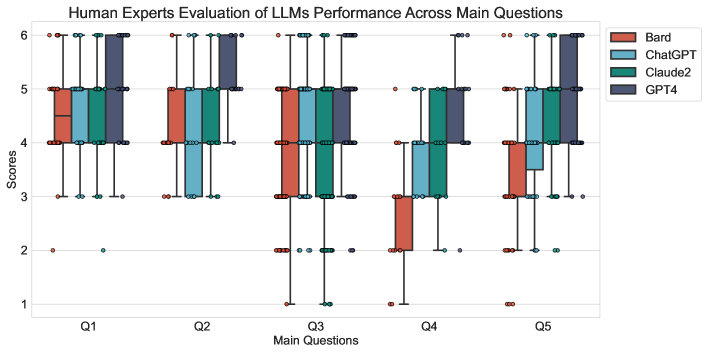 Human Experts Evaluation of LLMs Performance Across Main Questions
Bard
ChatGPT
Claude2
GPT4
Scores
6
5
4
3
2
1
Q1 Q2 Q3 Q4 Q5
Main Questions